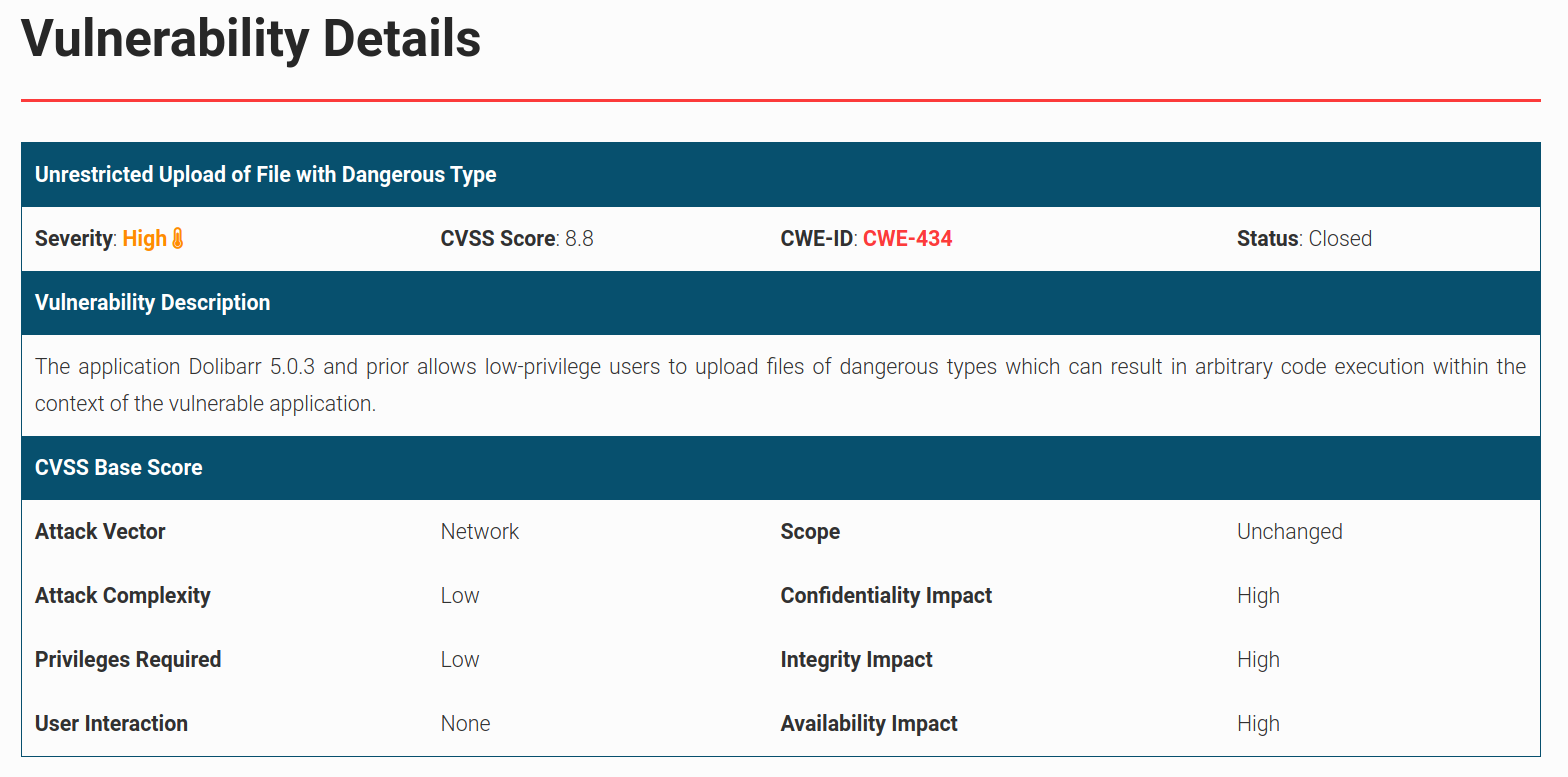 Vulnerability Details
Unrestricted Upload of File with Dangerous Type
Severity: High CVSS Score: 8.8 CWE-ID: CWE-434 Status: Closed
Vulnerability Description
The application Dolibarr 5.0.3 and prior allows low-privilege users to upload files of dangerous types which can result in arbitrary code execution within the
context of the vulnerable application.
CVSS Base Score
Attack Vector Network Scope Unchanged
Attack Complexity Low Confidentiality Impact High
Privileges Required Low Integrity Impact High
User Interaction None Availability Impact High